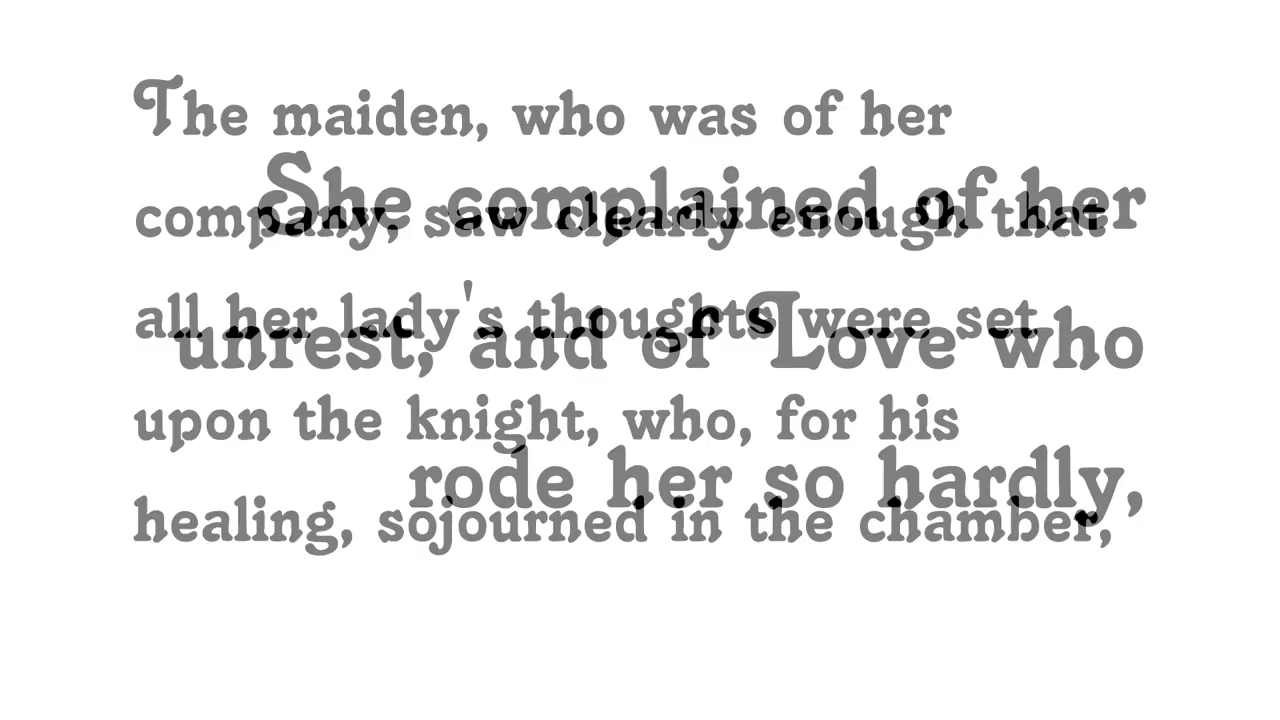 The maiden, who was of her
company, saw clearly enough that
all her lady's thoughts were set
upon the knight, who, for his
healing, sojourned in the chamber,
She complained of her
unrest, and of Love who
rode her so hardly,